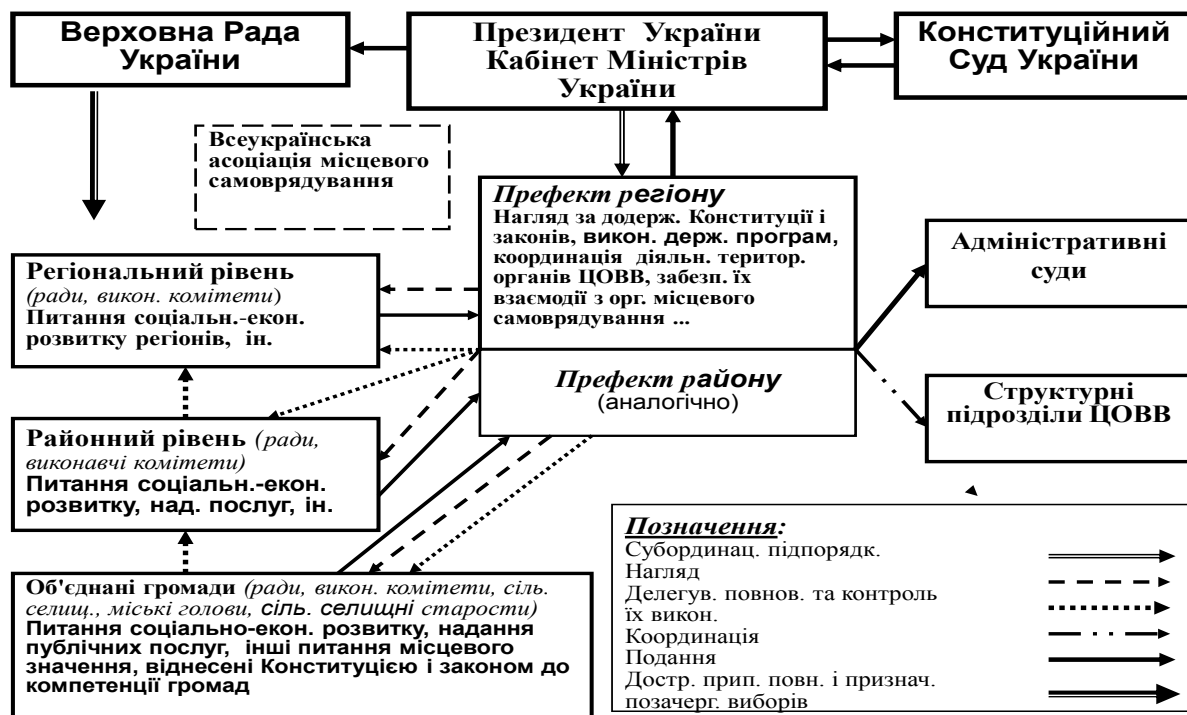 Верховна Рада
України
Президент України
Кабінет Міністрів
України
Конституційний
Суд України
Всеукраїнська
асоціація місцевого
самоврядування
Префект регіону
Нагляд за додерж. Конституції і
законів, викон. держ. програм,
координація діяльн. територ.
органів ЦОВВ, забезп. їх
взаємодії з орг. місцевого
самоврядування ...
Префект району
(аналогічно)
Адміністративні
суди
Структурні
підрозділи ЦОВВ
Регіональний рівень
(ради, викон. комітети)
Питання соціальн.-екон.
розвитку регіонів, ін.
Районний рівень (ради,
виконавчі комітети)
Питання соціальн.-екон.
розвитку, над. послуг, ін.
Об'єднані громади (ради, викон. комітети, сіль.
селищ., міські голови, сіль. селищні старости)
Питання соціально-екон. розвитку, надання
публічних послуг, інші питання місцевого
значення, віднесені Конституцією і законом до
компетенції громад
Позначення:
Субординац. підпорядк.
Нагляд
Делегув. повнов. та контроль
їх викон.
Координація
Подання
Достр. прип. повн. і признач.
позачерг. виборів